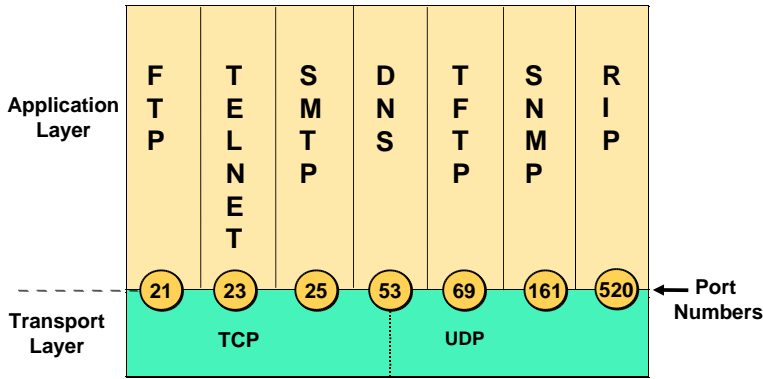 Application
Layer
FTP
TELNET
SMTP
DNS
TFTP
SNMP
RIP
21
23
25
53
69
161
520
Port
Numbers
Transport
Layer
TCP
UDP